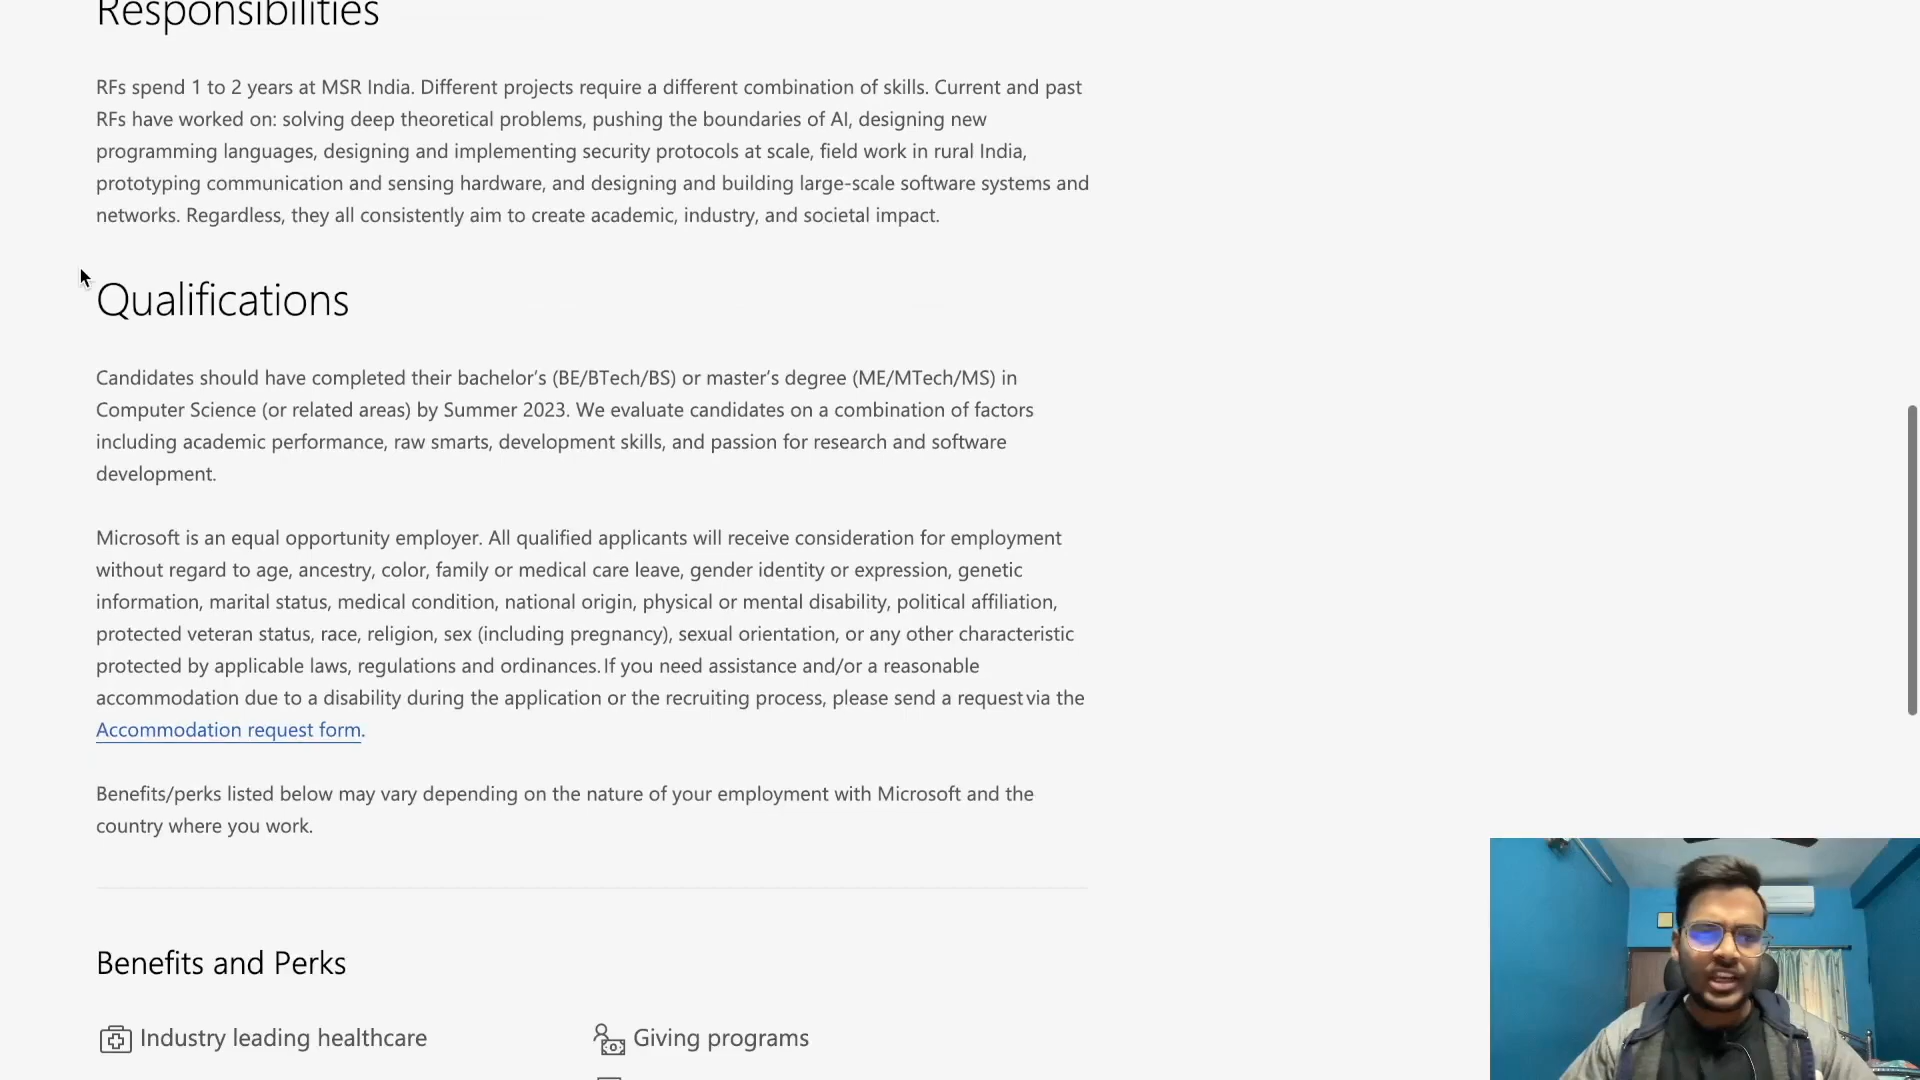 Responsibilities
RFs spend 1 to 2 years at MSR India. Different projects require a different combination of skills. Current and past
RFs have worked on: solving deep theoretical problems, pushing the boundaries of AI, designing new
programming languages, designing and implementing security protocols at scale, field work in rural India,
prototyping communication and sensing hardware, and designing and building large-scale software systems and
networks. Regardless, they all consistently aim to create academic, industry, and societal impact.
Qualifications
Candidates should have completed their bachelor’s (BE/BTech/BS) or master’s degree (ME/MTech/MS) in
Computer Science (or related areas) by Summer 2023. We evaluate candidates on a combination of factors
including academic performance, raw smarts, development skills, and passion for research and software
development.
Microsoft is an equal opportunity employer. All qualified applicants will receive consideration for employment
without regard to age, ancestry, color, family or medical care leave, gender identity or expression, genetic
information, marital status, medical condition, national origin, physical or mental disability, political affiliation,
protected veteran status, race, religion, sex (including pregnancy), sexual orientation, or any other characteristic
protected by applicable laws, regulations and ordinances. If you need assistance and/or a reasonable
accommodation due to a disability during the application or the recruiting process, please send a request via the
Accommodation request form.
Benefits/perks listed below may vary depending on the nature of your employment with Microsoft and the
country where you work.
Benefits and Perks
Industry leading healthcare
Giving programs